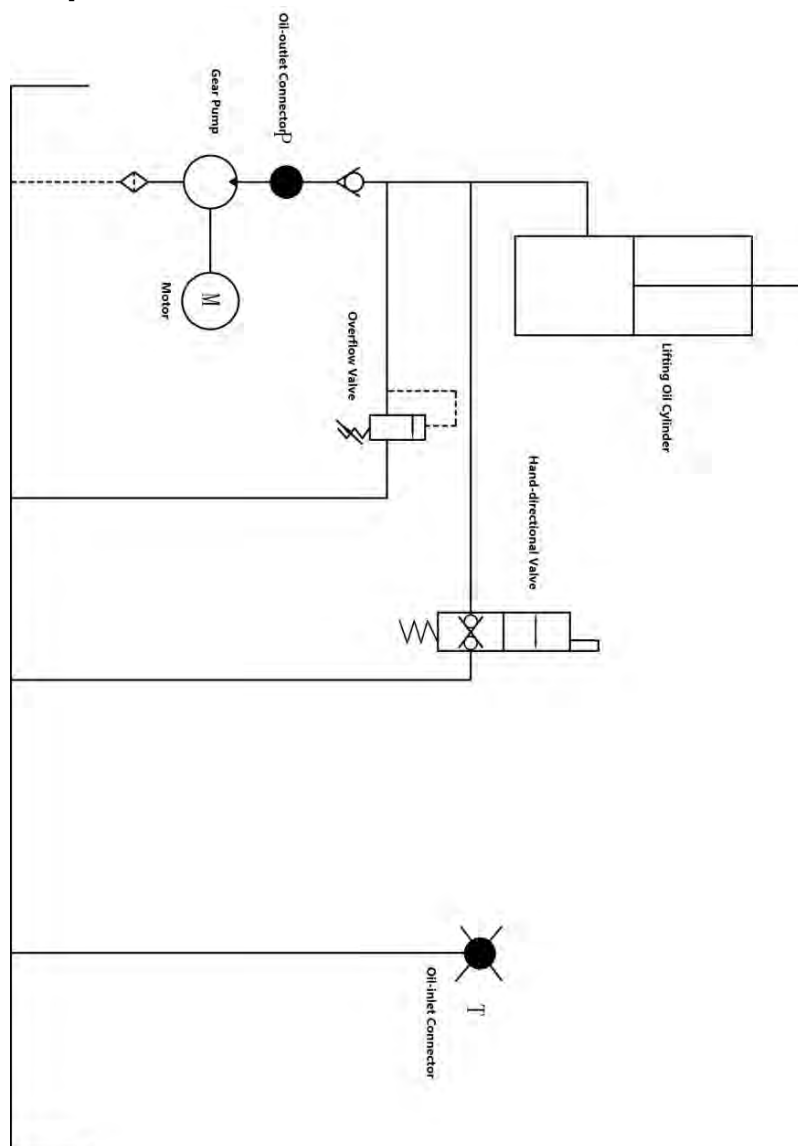 Oil-outlet Connector
P
Gear Pump
M
Motor
Overflow Valve
Lifting Oil Cylinder
Hand-directional Valve
Oil-inlet Connector
T